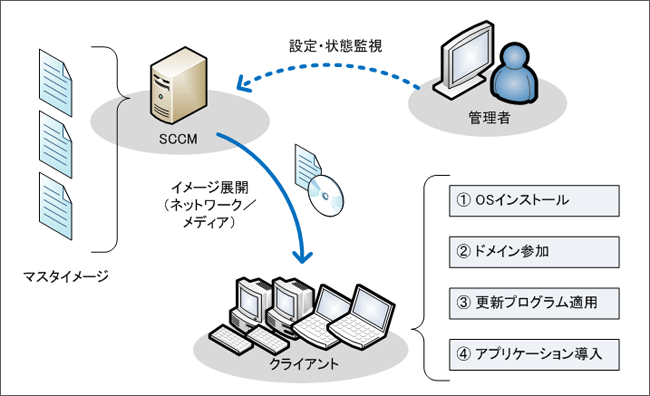 設定・状態監視
管理者
SCCM
イメージ展開
（ネットワーク／
メディア）
マスタイメージ
クライアント
① OSインストール
② ドメイン参加
③ 更新プログラム適用
④ アプリケーション導入